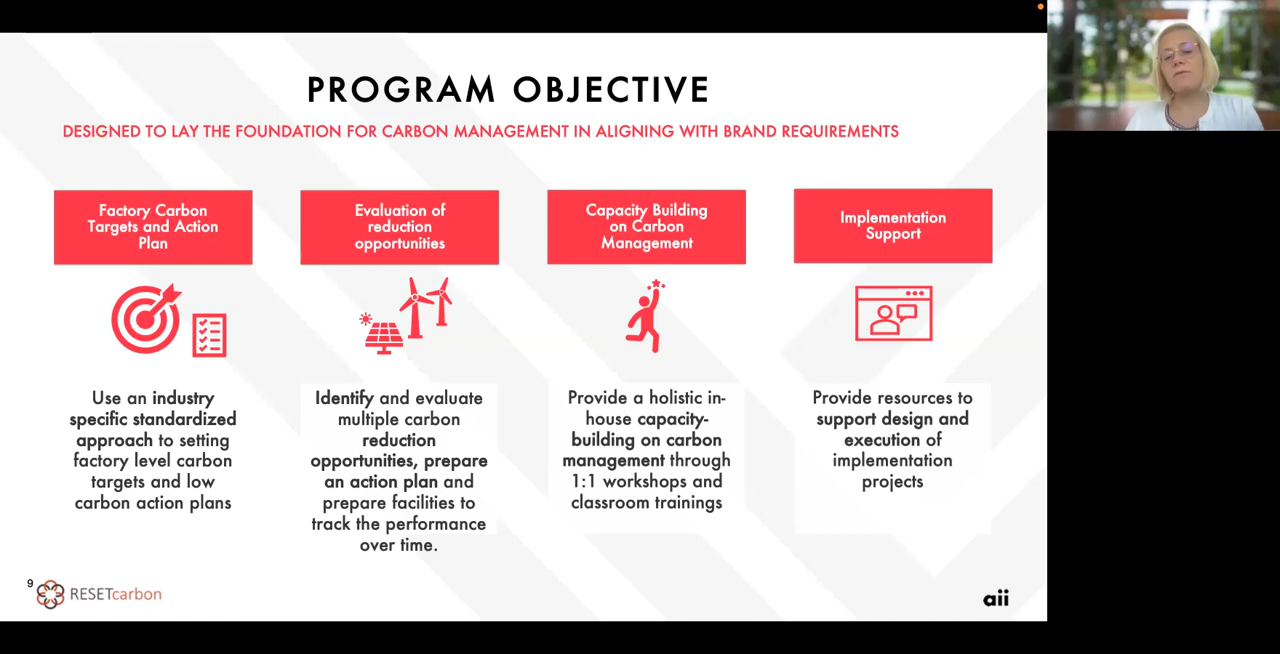 PROGRAM OBJECTIVE
DESIGNED TO LAY THE FOUNDATION FOR CARBON MANAGEMENT IN ALIGNING WITH BRAND REQUIREMENTS
Factory Carbon
Targets and Action
Plan
Use an industry
specific standardized
approach to setting
factory level carbon
targets and low
carbon action plans
Evaluation of
reduction
opportunities
Identify and evaluate
multiple carbon
reduction
opportunities, prepare
an action plan and
prepare facilities to
track the performance
over time.
Capacity Building
on Carbon
Management
Provide a holistic in-
house capacity-
building on carbon
management through
1:1 workshops and
classroom trainings
Implementation
Support
Provide resources to
support design and
execution of
implementation
projects
9
RESETcarbon
aii